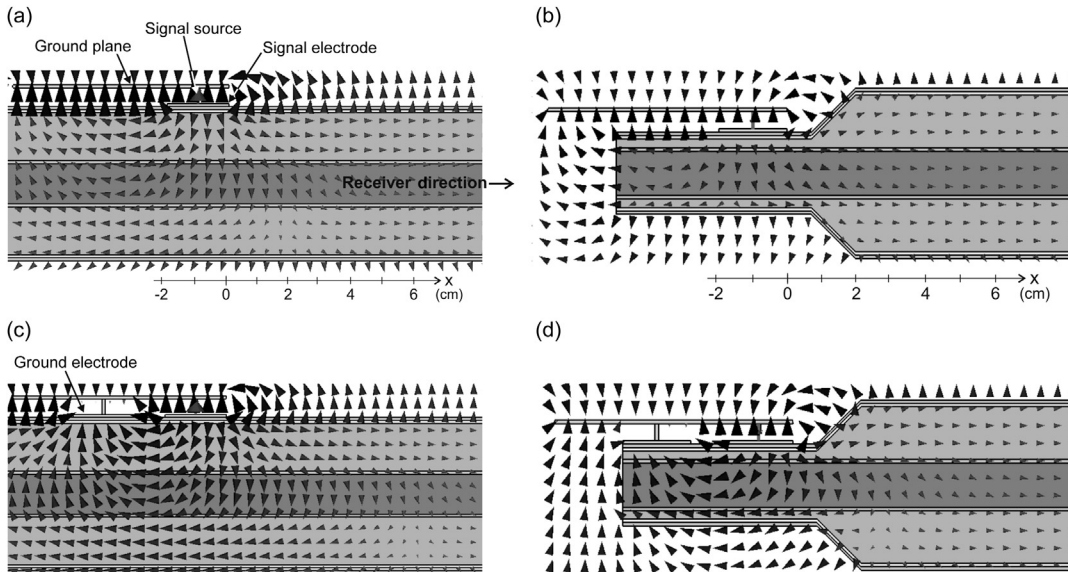 (a)
Signal source
Ground plane
Signal electrode
Receiver direction
-2 0 2 4 6 x
(cm)
(b)
-2 0 2 4 6 x
(cm)
(c)
Ground electrode
(d)